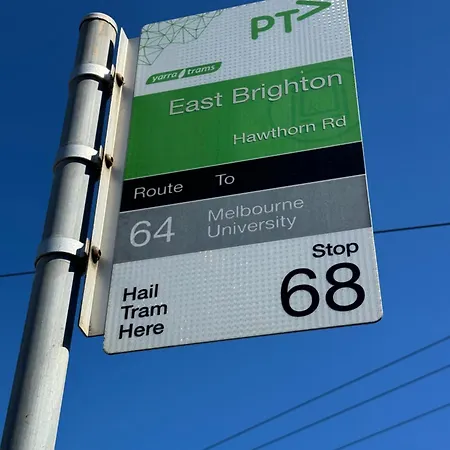 PT>
yarra trams
East Brighton
Hawthorn Rd
Route To
64 Melbourne
University
Stop
68
Hail
Tram
Here